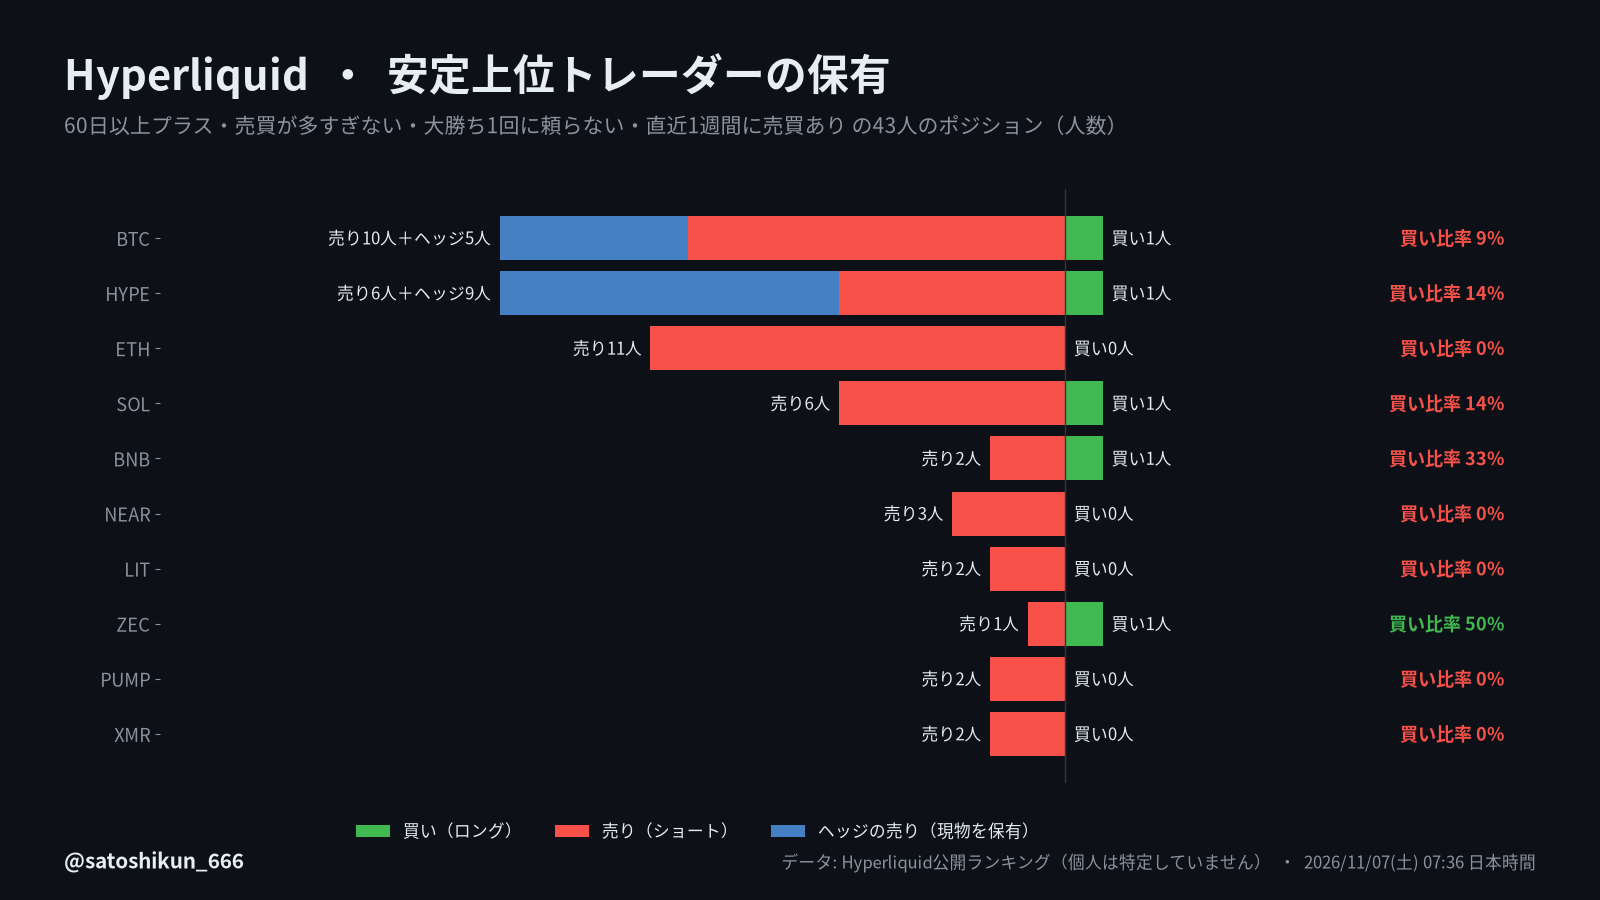 Hyperliquid ・ 安定上位トレーダーの保有
60日以上プラス・売買が多すぎない・大勝ち1回に頼らない・直近1週間に売買あり の43人のポジション（人数）
BTC 売り10人＋ヘッジ5人 買い1人 買い比率 9%
HYPE 売り6人＋ヘッジ9人 買い1人 買い比率 14%
ETH 売り11人 買い0人 買い比率 0%
SOL 売り6人 買い1人 買い比率 14%
BNB 売り2人 買い1人 買い比率 33%
NEAR 売り3人 買い0人 買い比率 0%
LIT 売り2人 買い0人 買い比率 0%
ZEC 売り1人 買い1人 買い比率 50%
PUMP 売り2人 買い0人 買い比率 0%
XMR 売り2人 買い0人 買い比率 0%
買い（ロング） 売り（ショート） ヘッジの売り（現物を保有）
@satoshikun_666 データ: Hyperliquid公開ランキング（個人は特定していません） ・ 2026/11/07(土) 07:36 日本時間